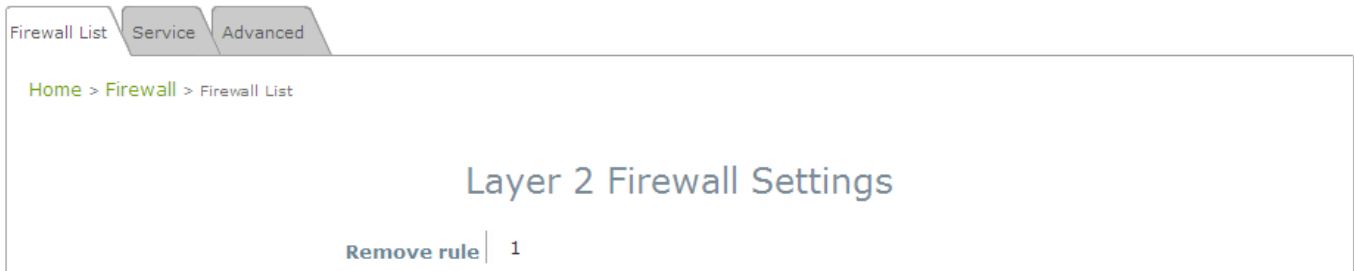 Firewall List Service Advanced
Home > Firewall > Firewall List
Layer 2 Firewall Settings
Remove rule 1